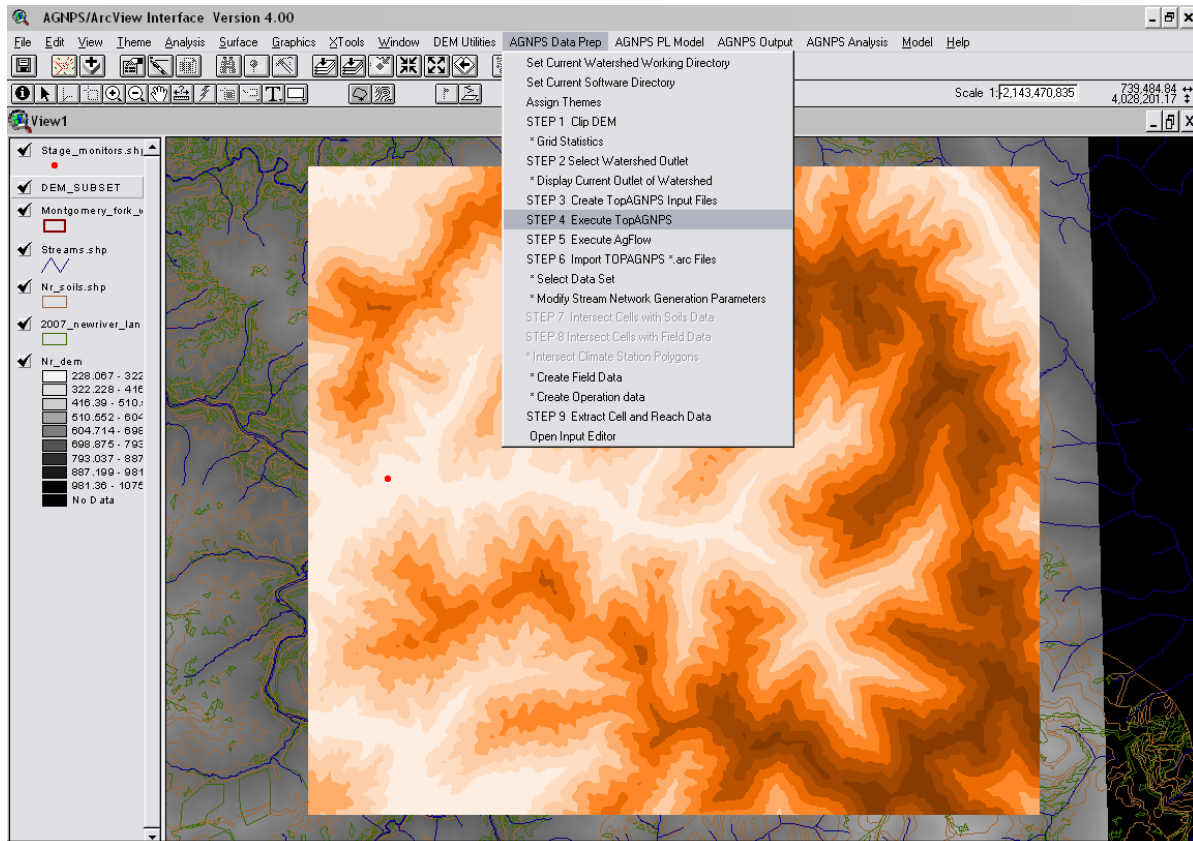 AGNPS/ArcView Interface Version 4.00
File Edit View Theme Analysis Surface Graphics XTools Window DEM Utilities AGNPS Data Prep AGNPS PL Model AGNPS Output AGNPS Analysis Model Help
Scale 1: -2,143,470,835
739,484.84
4,028,201.17
View1
Set Current Watershed Working Directory
Set Current Software Directory
Assign Themes
STEP 1 Clip DEM
* Grid Statistics
STEP 2 Select Watershed Outlet
* Display Current Outlet of Watershed
STEP 3 Create TopAGNPS Input Files
STEP 4 Execute TopAGNPS
STEP 5 Execute AgFlow
STEP 6 Import TOPAGNPS *.arc Files
* Select Data Set
* Modify Stream Network Generation Parameters
STEP 7 Intersect Cells with Soils Data
STEP 8 Intersect Cells with Field Data
* Intersect Climate Station Polygons
* Create Field Data
* Create Operation data
STEP 9 Extract Cell and Reach Data
Open Input Editor
Stage_monitors.sh
DEM_SUBSET
Montgomery_fork_
Streams.shp
Nr_soils.shp
2007_newriver_lan
Nr_dem
228.067 - 322
322.228 - 416
416.39 - 510.
510.552 - 604
604.714 - 698
698.875 - 793
793.037 - 887
887.199 - 981
981.36 - 1075
No Data